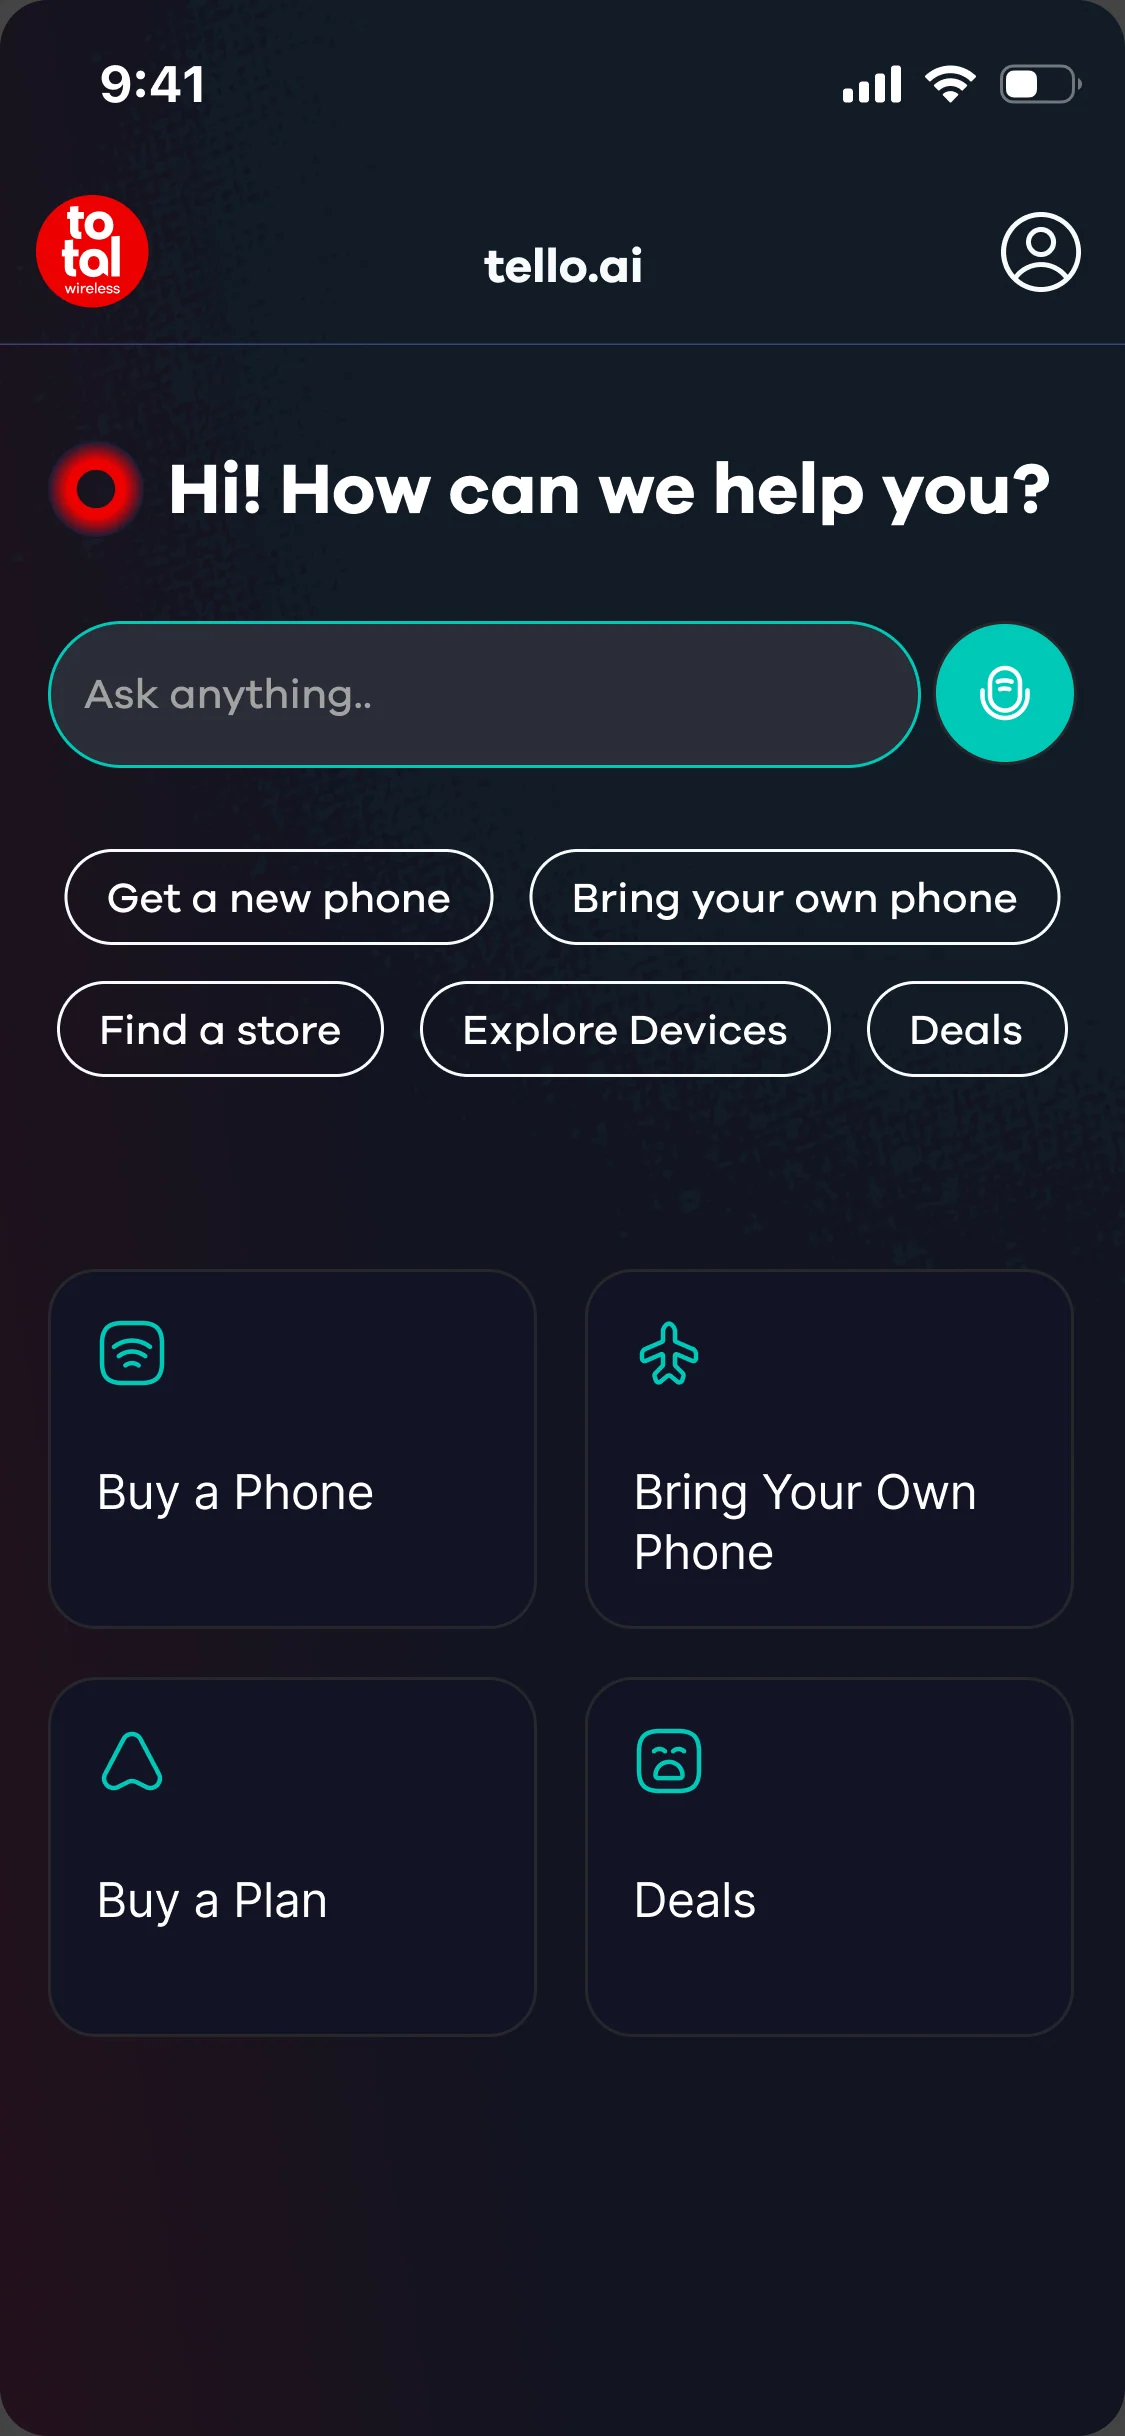 9:41
to
tal
wireless
tello.ai
Hi! How can we help you?
Ask anything..
Get a new phone
Bring your own phone
Find a store
Explore Devices
Deals
Buy a Phone
Bring Your Own
Phone
Buy a Plan
Deals